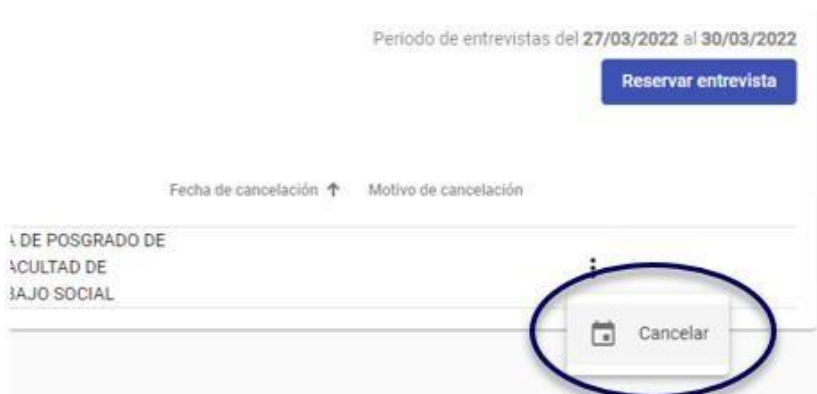 Periodo de entrevistas del 27/03/2022 al 30/03/2022
Reservar entrevista
Fecha de cancelación ↑ Motivo de cancelación
A DE POSGRADO DE
ACULTAD DE
BAJO SOCIAL
Cancelar